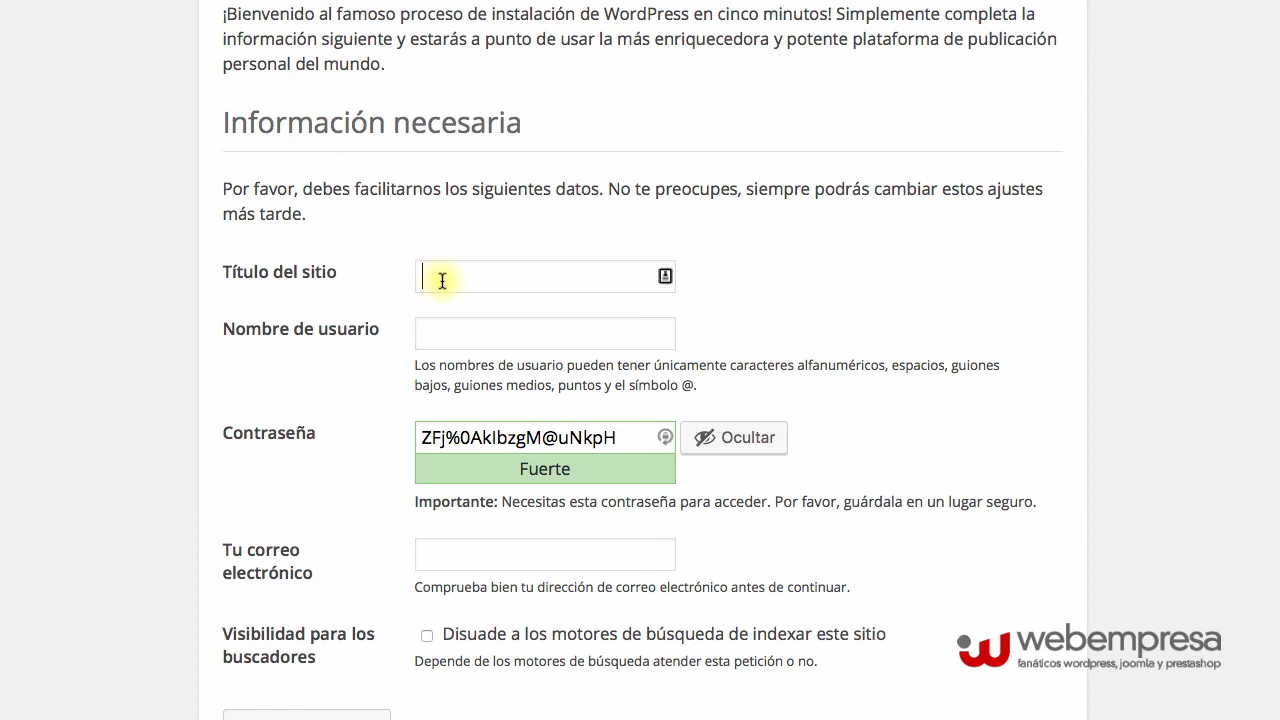 ¡Bienvenido al famoso proceso de instalación de WordPress en cinco minutos! Simplemente completa la
información siguiente y estarás a punto de usar la más enriquecedora y potente plataforma de publicación
personal del mundo.
Información necesaria
Por favor, debes facilitarnos los siguientes datos. No te preocupes, siempre podrás cambiar estos ajustes
más tarde.
Título del sitio
Nombre de usuario
Los nombres de usuario pueden tener únicamente caracteres alfanuméricos, espacios, guiones
bajos, guiones medios, puntos y el símbolo @.
Contraseña
ZFj%0AkIbzgM@uNkpH
Ocultar
Fuerte
Importante: Necesitas esta contraseña para acceder. Por favor, guárdala en un lugar seguro.
Tu correo
electrónico
Comprueba bien tu dirección de correo electrónico antes de continuar.
Visibilidad para los
buscadores
Disuade a los motores de búsqueda de indexar este sitio
Depende de los motores de búsqueda atender esta petición o no.
webempresa
fanáticos wordpress, joomla y prestashop